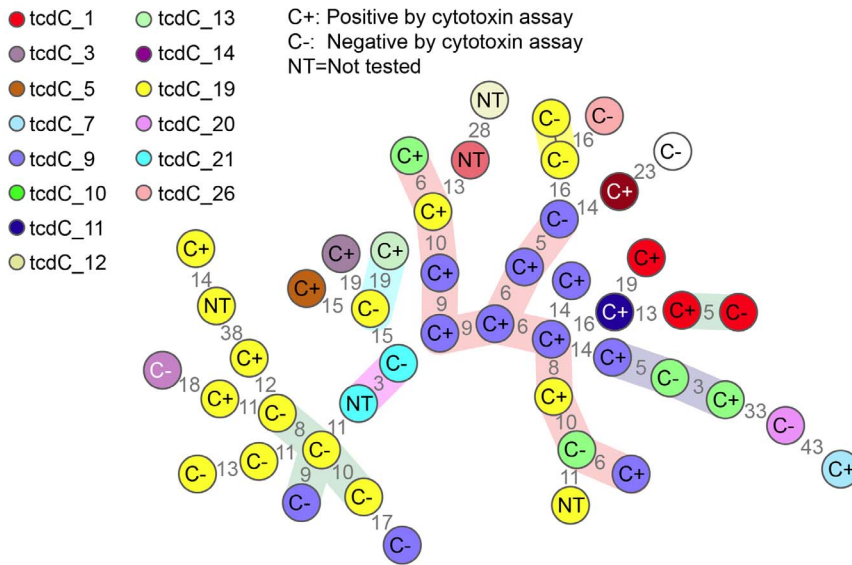 tcdC_1
tcdC_3
tcdC_5
tcdC_7
tcdC_9
tcdC_10
tcdC_11
tcdC_12
tcdC_13
tcdC_14
tcdC_19
tcdC_20
tcdC_21
tcdC_26
C+: Positive by cytotoxin assay
C-: Negative by cytotoxin assay
NT=Not tested
NT
28
C- 16 C-
C+ 6 13 NT
C- 23 C-
16 C+
C+ 14
C+ 10 C-
C+ C+ 5 C+
19 19 C+ C+ 19
14 C+ 15 C- 9 6 14 C+ 13 C+ 5 C-
NT C+ 9 C+ 6 16
38 15 C+ 14 C+
C+ C- 8 5
18 12 3 C- 3
C- C+ 11 C- NT C+ C+ 33
8 11 10 C- 43
C- 13 C- 11 C- C- 6 C+ C+
9 10 11
C- C- NT
17
C-